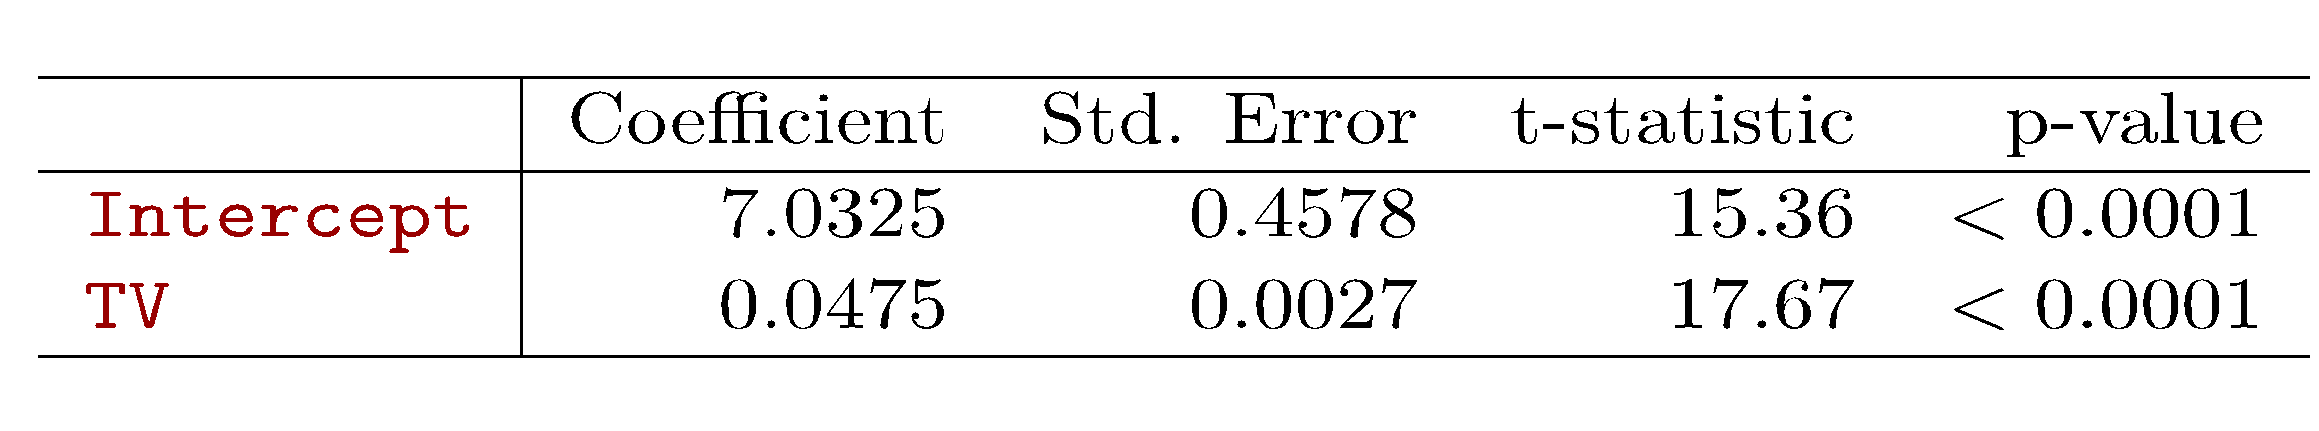 Coefficient Std. Error t-statistic p-value
Intercept 7.0325 0.4578 15.36 < 0.0001
TV 0.0475 0.0027 17.67 < 0.0001